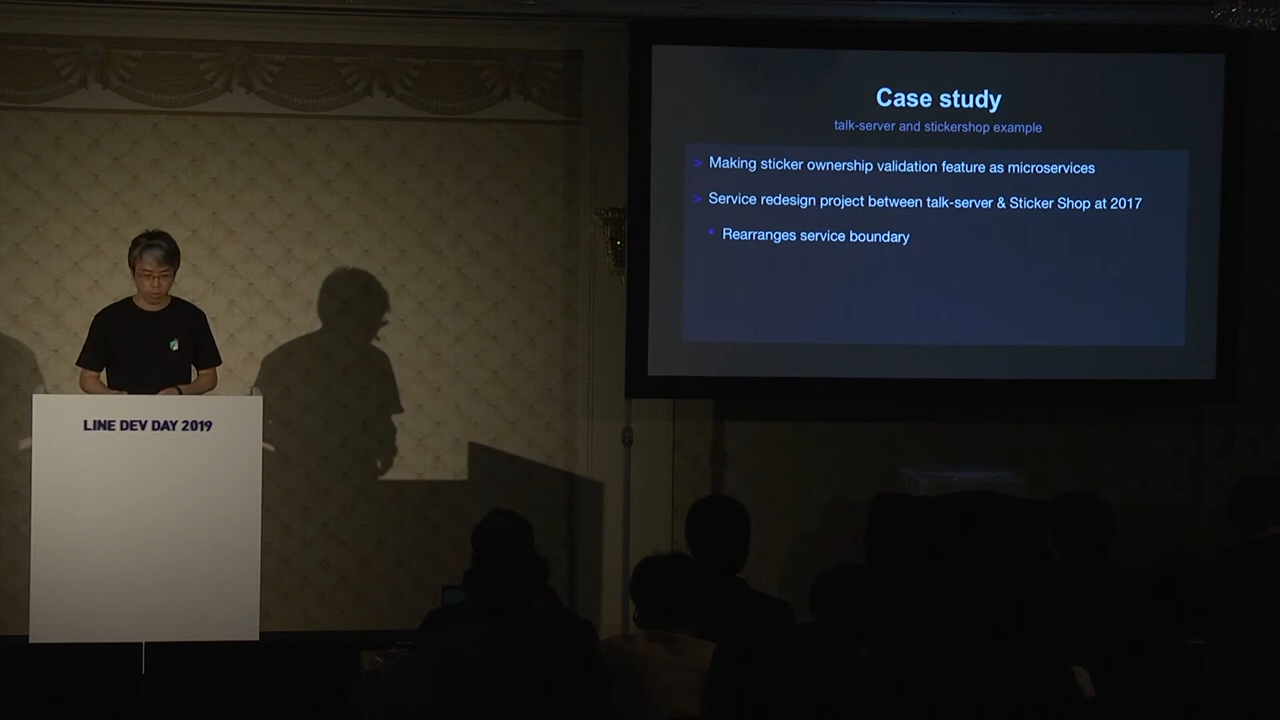 Case study
talk-server and stickershop example
> Making sticker ownership validation feature as microservices
> Service redesign project between talk-server & Sticker Shop at 2017
• Rearranges service boundary
LINE DEV DAY 2019